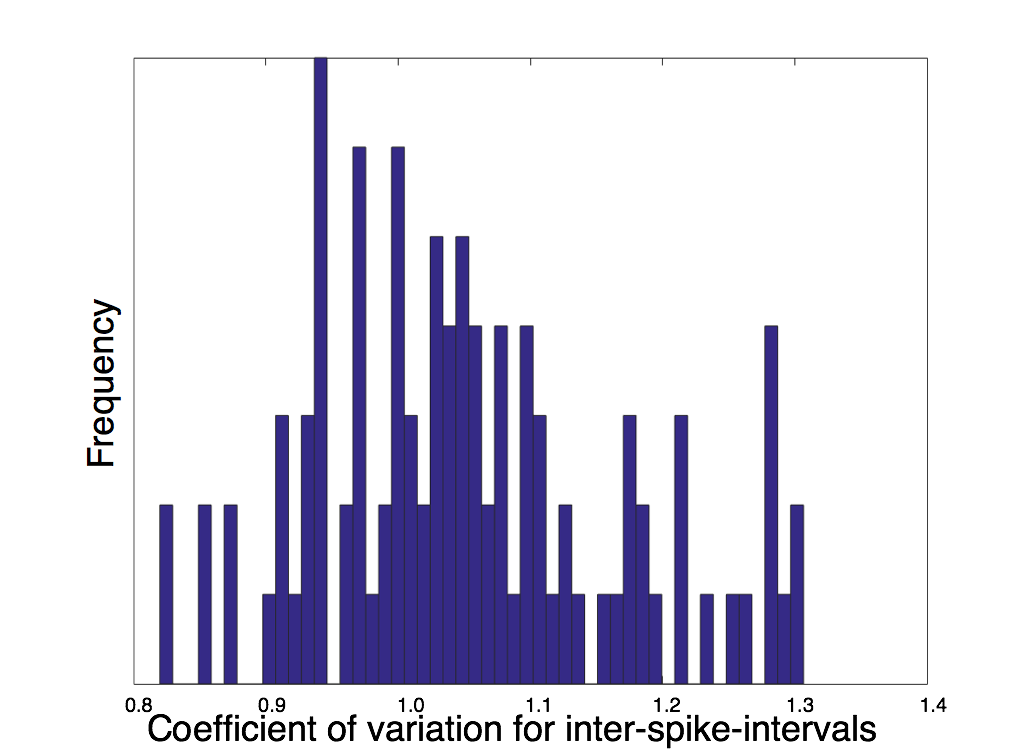 Frequency
0.8 0.9 1.0 1.1 1.2 1.3 1.4
Coefficient of variation for inter-spike-intervals